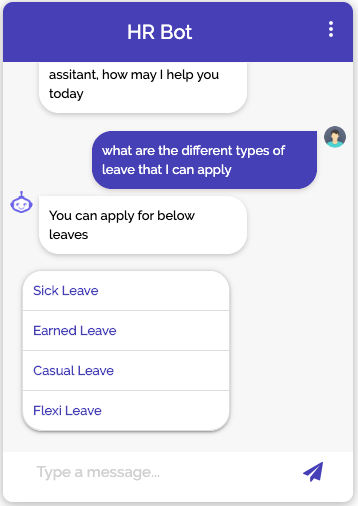 HR Bot
assitant, how may I help you
today
what are the different types of
leave that I can apply
You can apply for below
leaves
Sick Leave
Earned Leave
Casual Leave
Flexi Leave
Type a message...